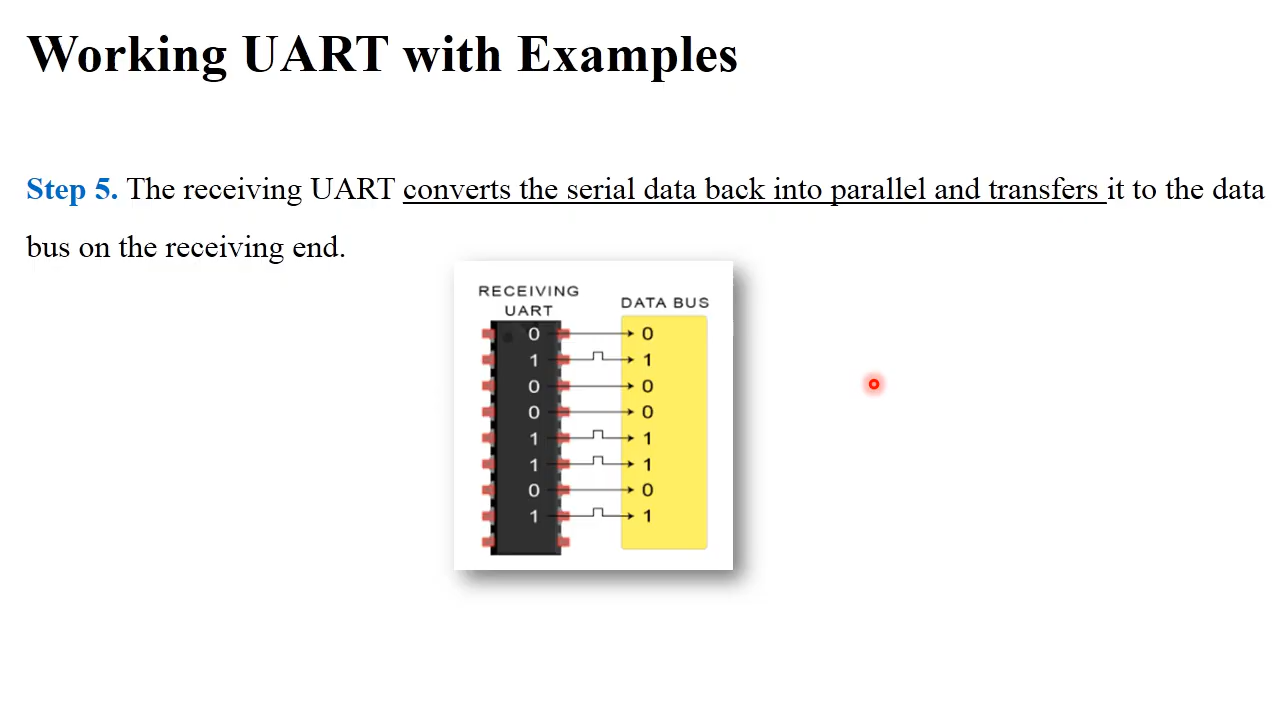 Working UART with Examples
Step 5. The receiving UART converts the serial data back into parallel and transfers it to the data
bus on the receiving end.
RECEIVING
UART
DATA BUS
0 0
1 1
0 0
0 0
1 1
1 1
0 0
1 1